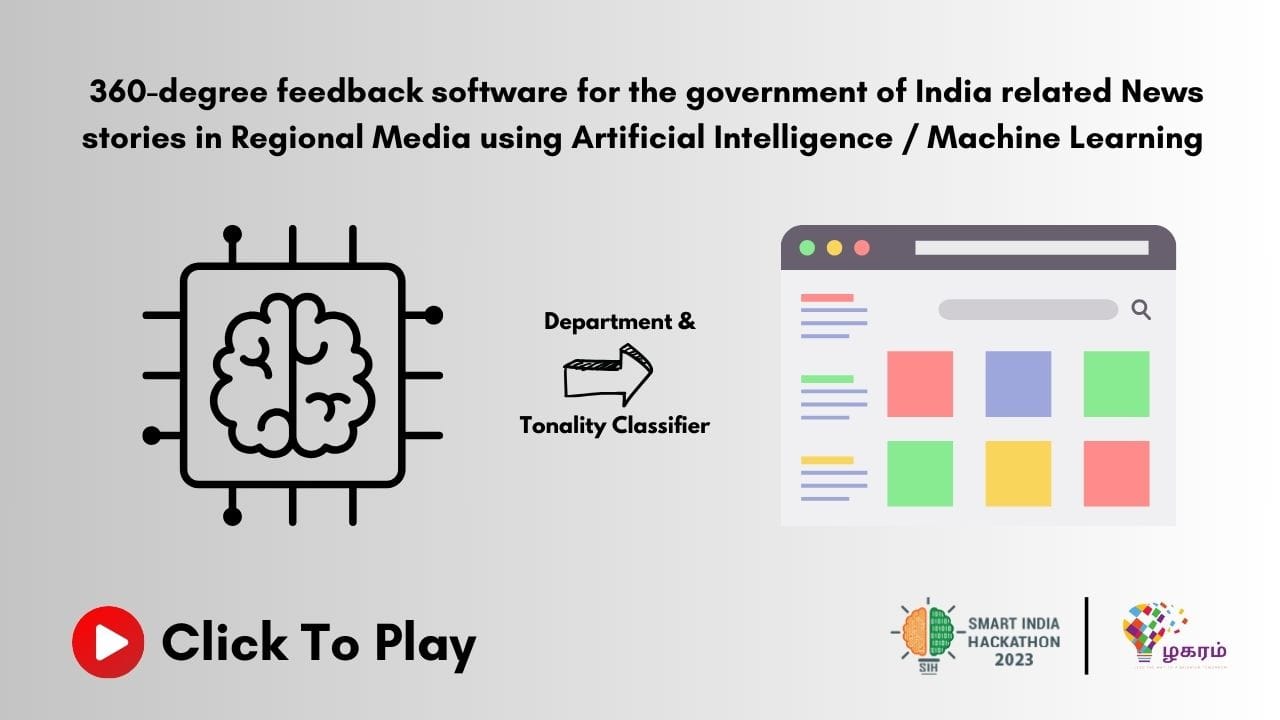 360-degree feedback software for the government of India related News
stories in Regional Media using Artificial Intelligence / Machine Learning
Department &
Tonality Classifier
Click To Play
SIH
SMART INDIA
HACKATHON
2023
ழகரம்